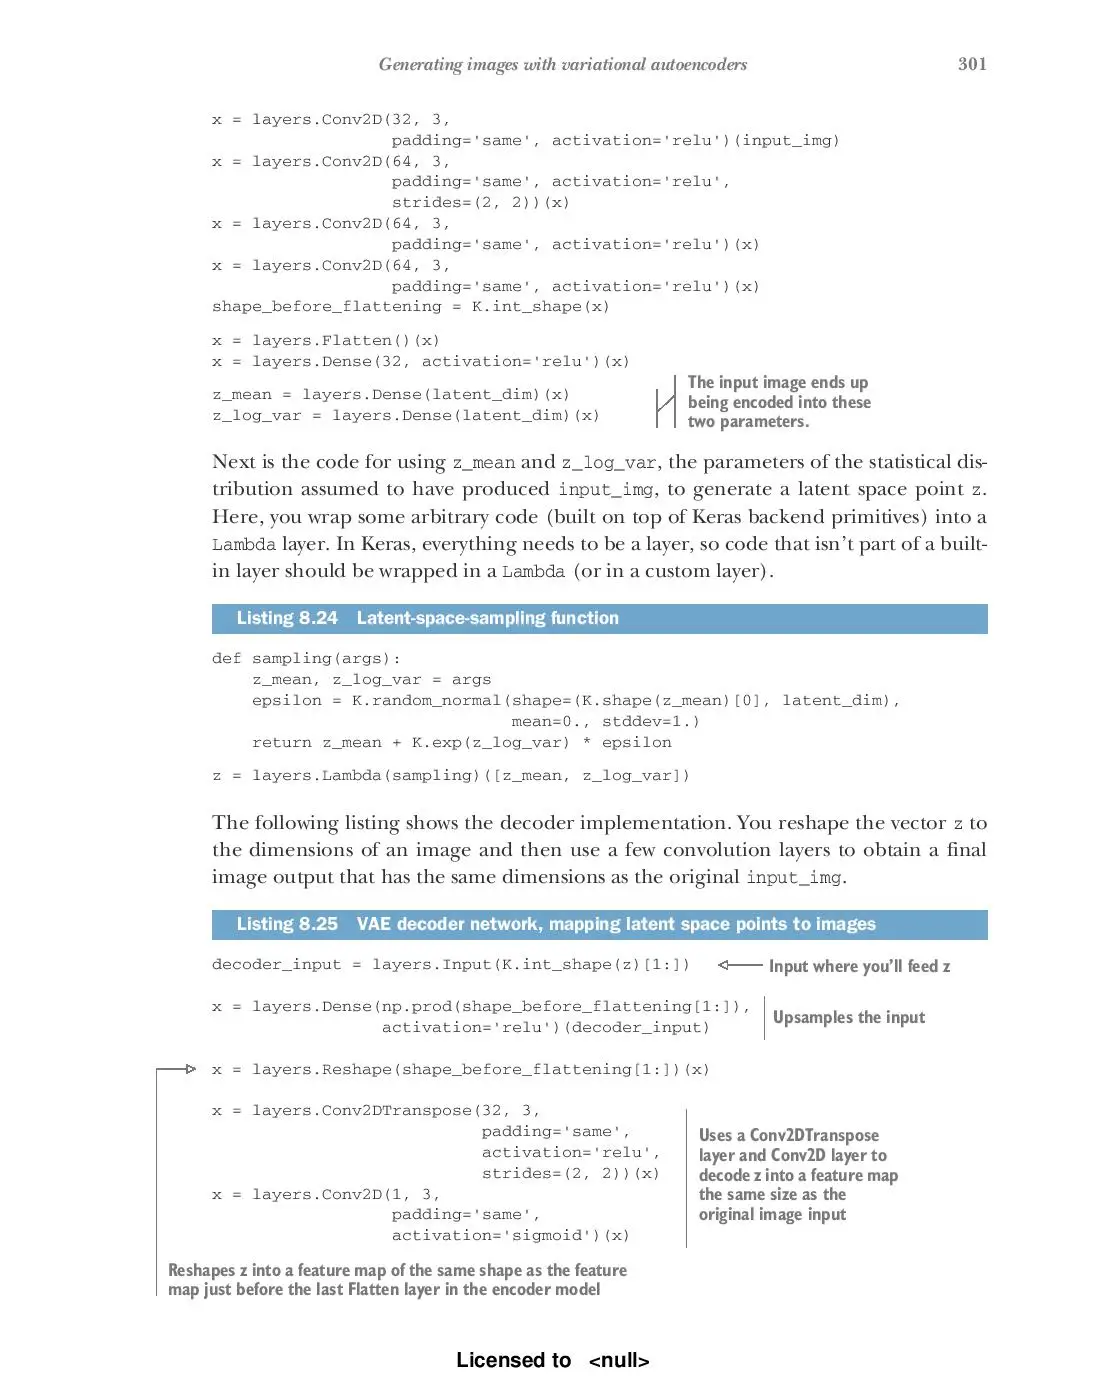 Generating images with variational autoencoders 301
x = layers.Conv2D(32, 3,
                  padding='same', activation='relu')(input_img)
x = layers.Conv2D(64, 3,
                  padding='same', activation='relu',
                  strides=(2, 2))(x)
x = layers.Conv2D(64, 3,
                  padding='same', activation='relu')(x)
x = layers.Conv2D(64, 3,
                  padding='same', activation='relu')(x)
shape_before_flattening = K.int_shape(x)
x = layers.Flatten()(x)
x = layers.Dense(32, activation='relu')(x)
z_mean = layers.Dense(latent_dim)(x)
z_log_var = layers.Dense(latent_dim)(x)
The input image ends up
being encoded into these
two parameters.
Next is the code for using z_mean and z_log_var, the parameters of the statistical dis-
tribution assumed to have produced input_img, to generate a latent space point z.
Here, you wrap some arbitrary code (built on top of Keras backend primitives) into a
Lambda layer. In Keras, everything needs to be a layer, so code that isn't part of a built-
in layer should be wrapped in a Lambda (or in a custom layer).
Listing 8.24 Latent-space-sampling function
def sampling(args):
    z_mean, z_log_var = args
    epsilon = K.random_normal(shape=(K.shape(z_mean)[0], latent_dim),
                              mean=0., stddev=1.)
    return z_mean + K.exp(z_log_var) * epsilon
z = layers.Lambda(sampling)([z_mean, z_log_var])
The following listing shows the decoder implementation. You reshape the vector z to
the dimensions of an image and then use a few convolution layers to obtain a final
image output that has the same dimensions as the original input_img.
Listing 8.25 VAE decoder network, mapping latent space points to images
decoder_input = layers.Input(K.int_shape(z)[1:])
Input where you'll feed z
x = layers.Dense(np.prod(shape_before_flattening[1:]),
                 activation='relu')(decoder_input)
Upsamples the input
x = layers.Reshape(shape_before_flattening[1:])(x)
x = layers.Conv2DTranspose(32, 3,
                           padding='same',
                           activation='relu',
                           strides=(2, 2))(x)
x = layers.Conv2D(1, 3,
                  padding='same',
                  activation='sigmoid')(x)
Uses a Conv2DTranspose
layer and Conv2D layer to
decode z into a feature map
the same size as the
original image input
Reshapes z into a feature map of the same shape as the feature
map just before the last Flatten layer in the encoder model
Licensed to <null>